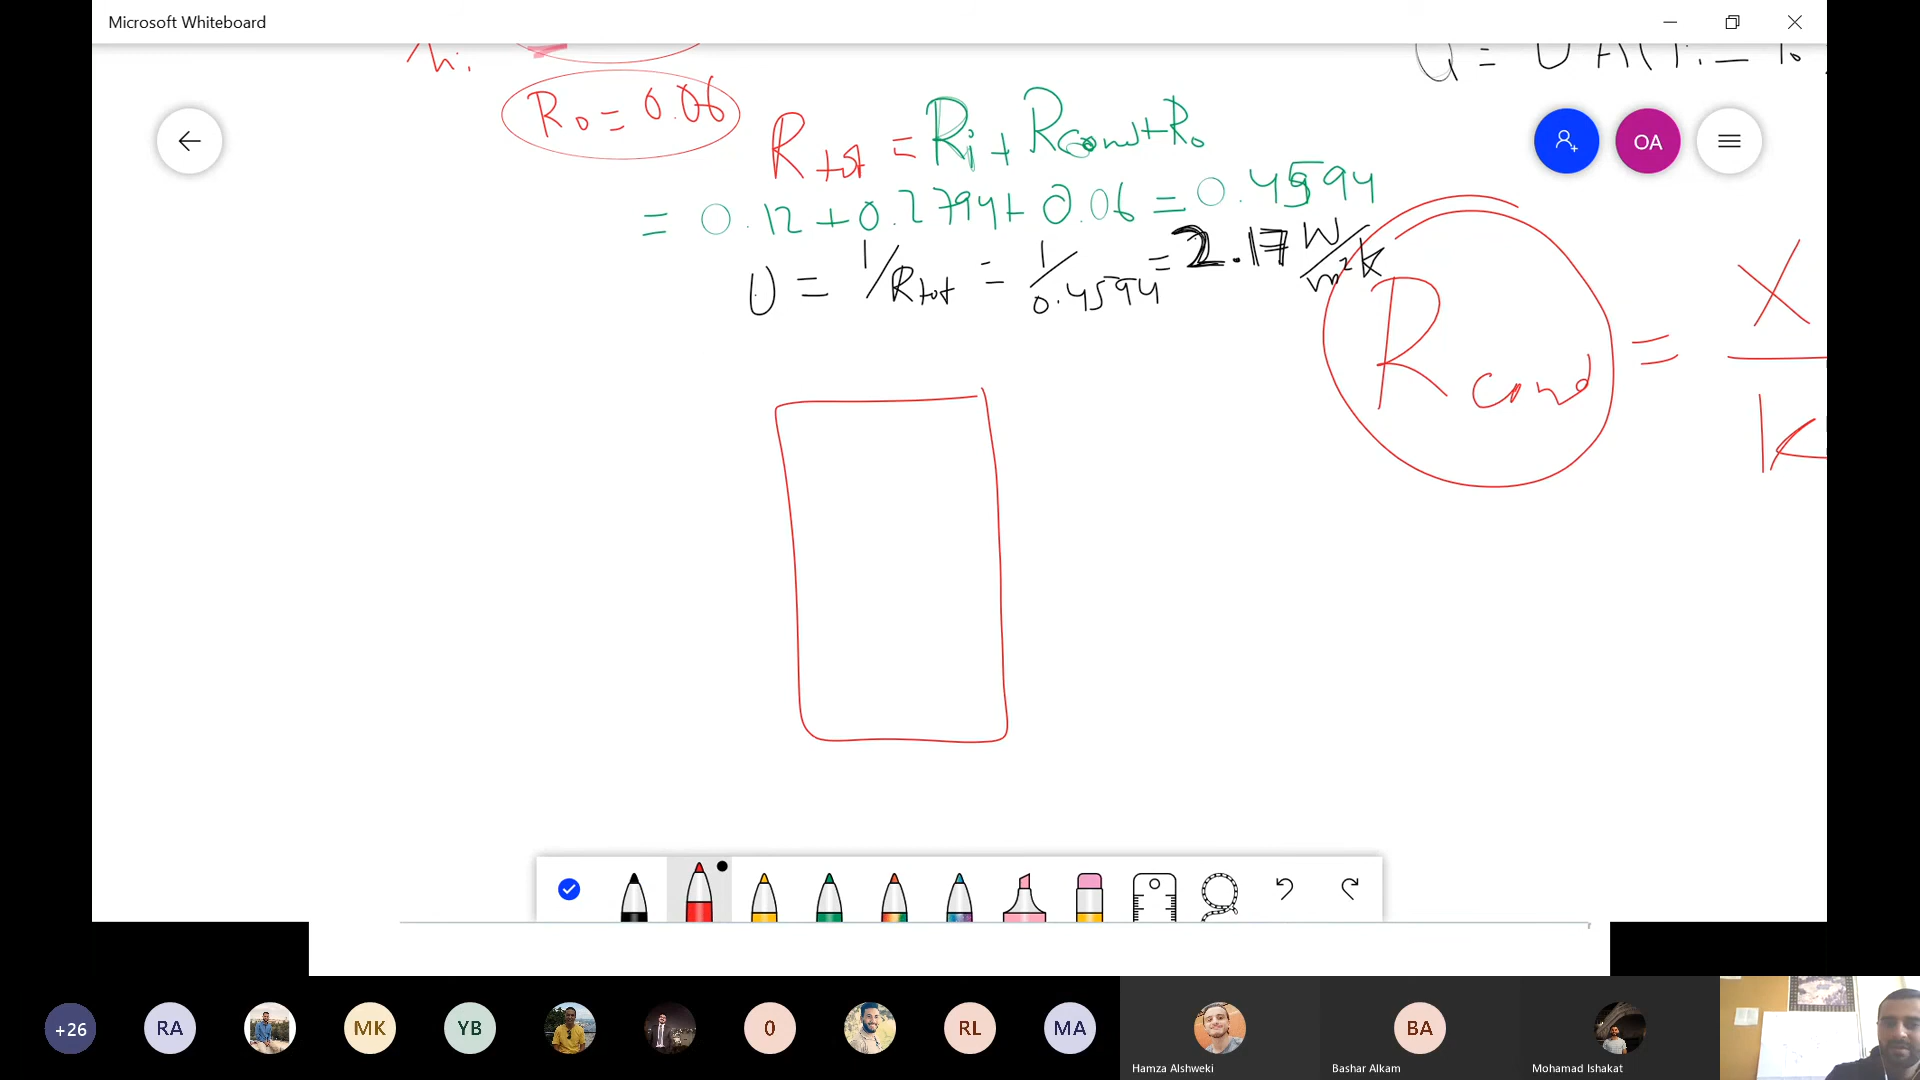 Microsoft Whiteboard
h.
Q = U A(Ti - To
Ro = 0.06
Rtot = Ri + Rcond + Ro
= 0.12 + 0.2794 + 0.06 = 0.4594
U = 1/Rtot = 1/0.4594 = 2.17 W/m²k
Rcond = X/K
OA
+26
RA
MK
YB
0
RL
MA
BA
Hamza Alshweki
Bashar Alkam
Mohamad Ishakat